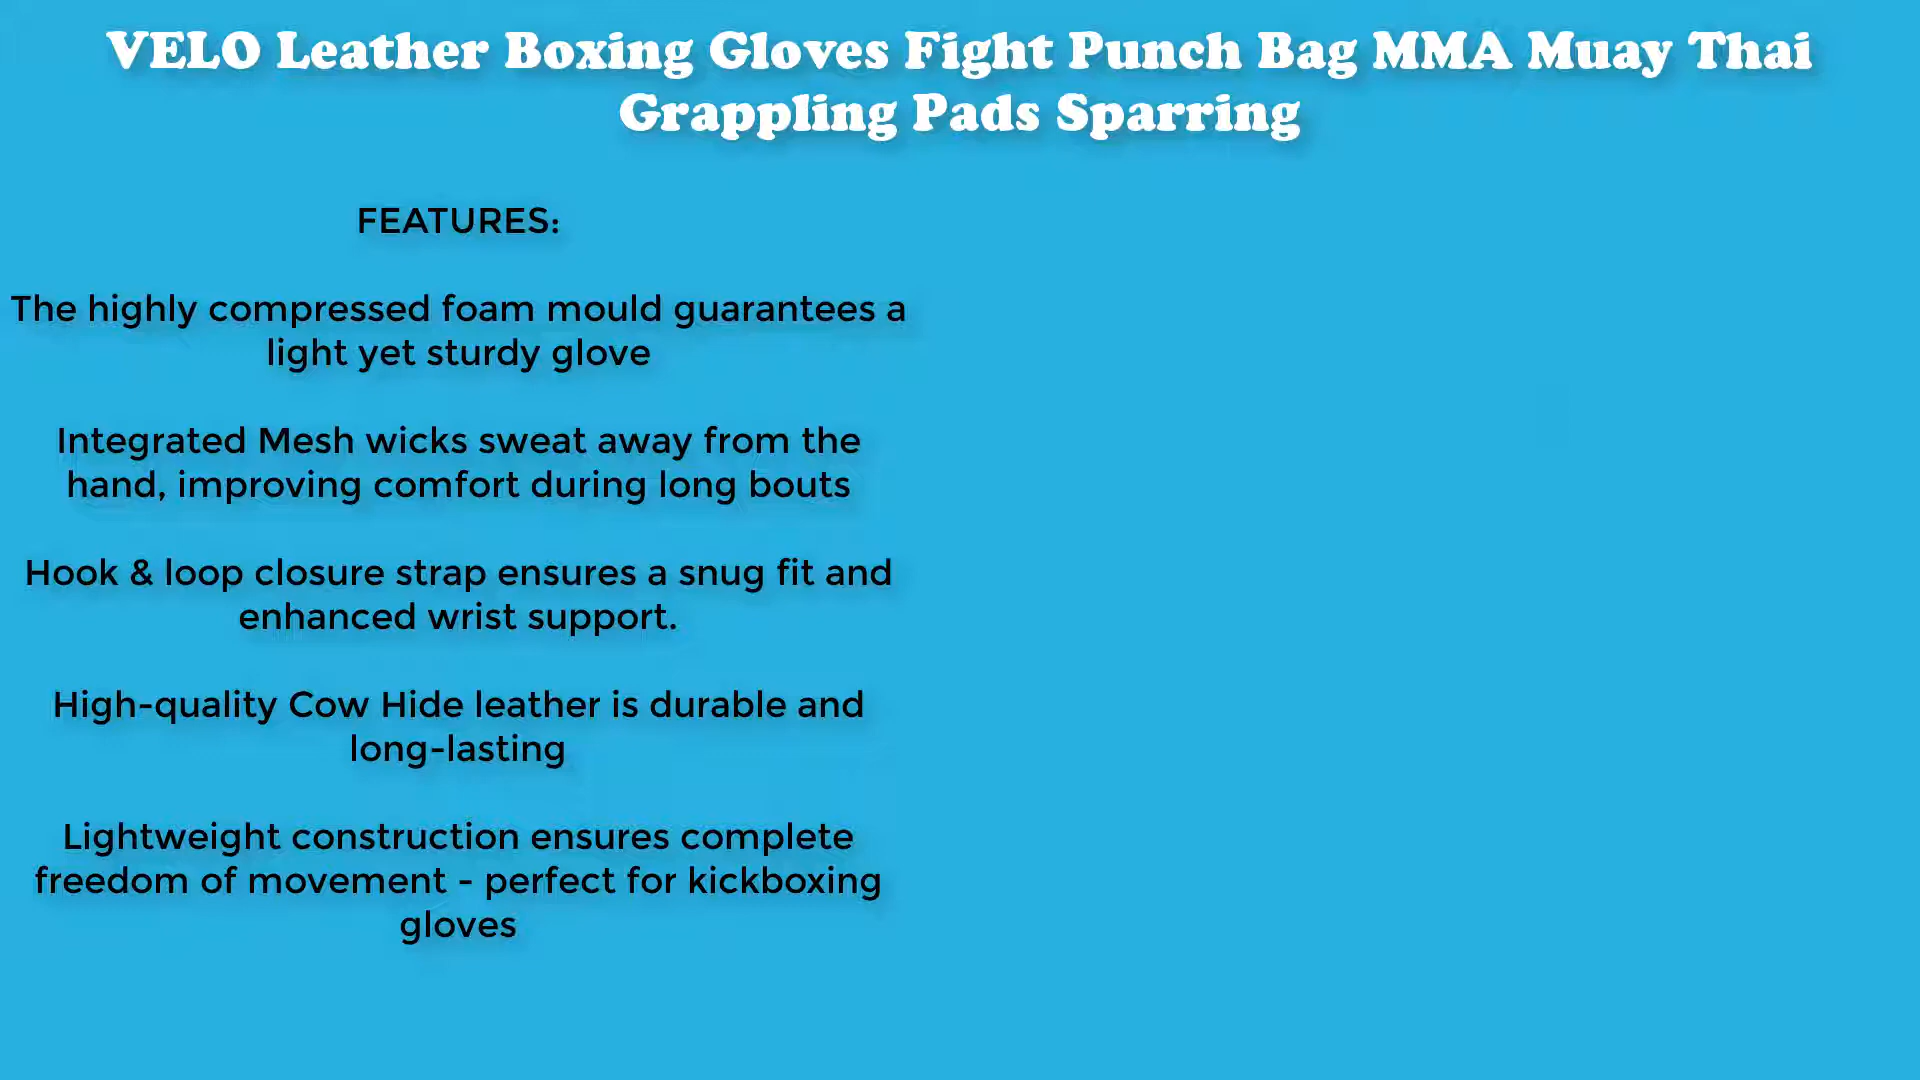 VELO Leather Boxing Gloves Fight Punch Bag MMA Muay Thai
Grappling Pads Sparring
FEATURES:
The highly compressed foam mould guarantees a
light yet sturdy glove
Integrated Mesh wicks sweat away from the
hand, improving comfort during long bouts
Hook & loop closure strap ensures a snug fit and
enhanced wrist support.
High-quality Cow Hide leather is durable and
long-lasting
Lightweight construction ensures complete
freedom of movement - perfect for kickboxing
gloves